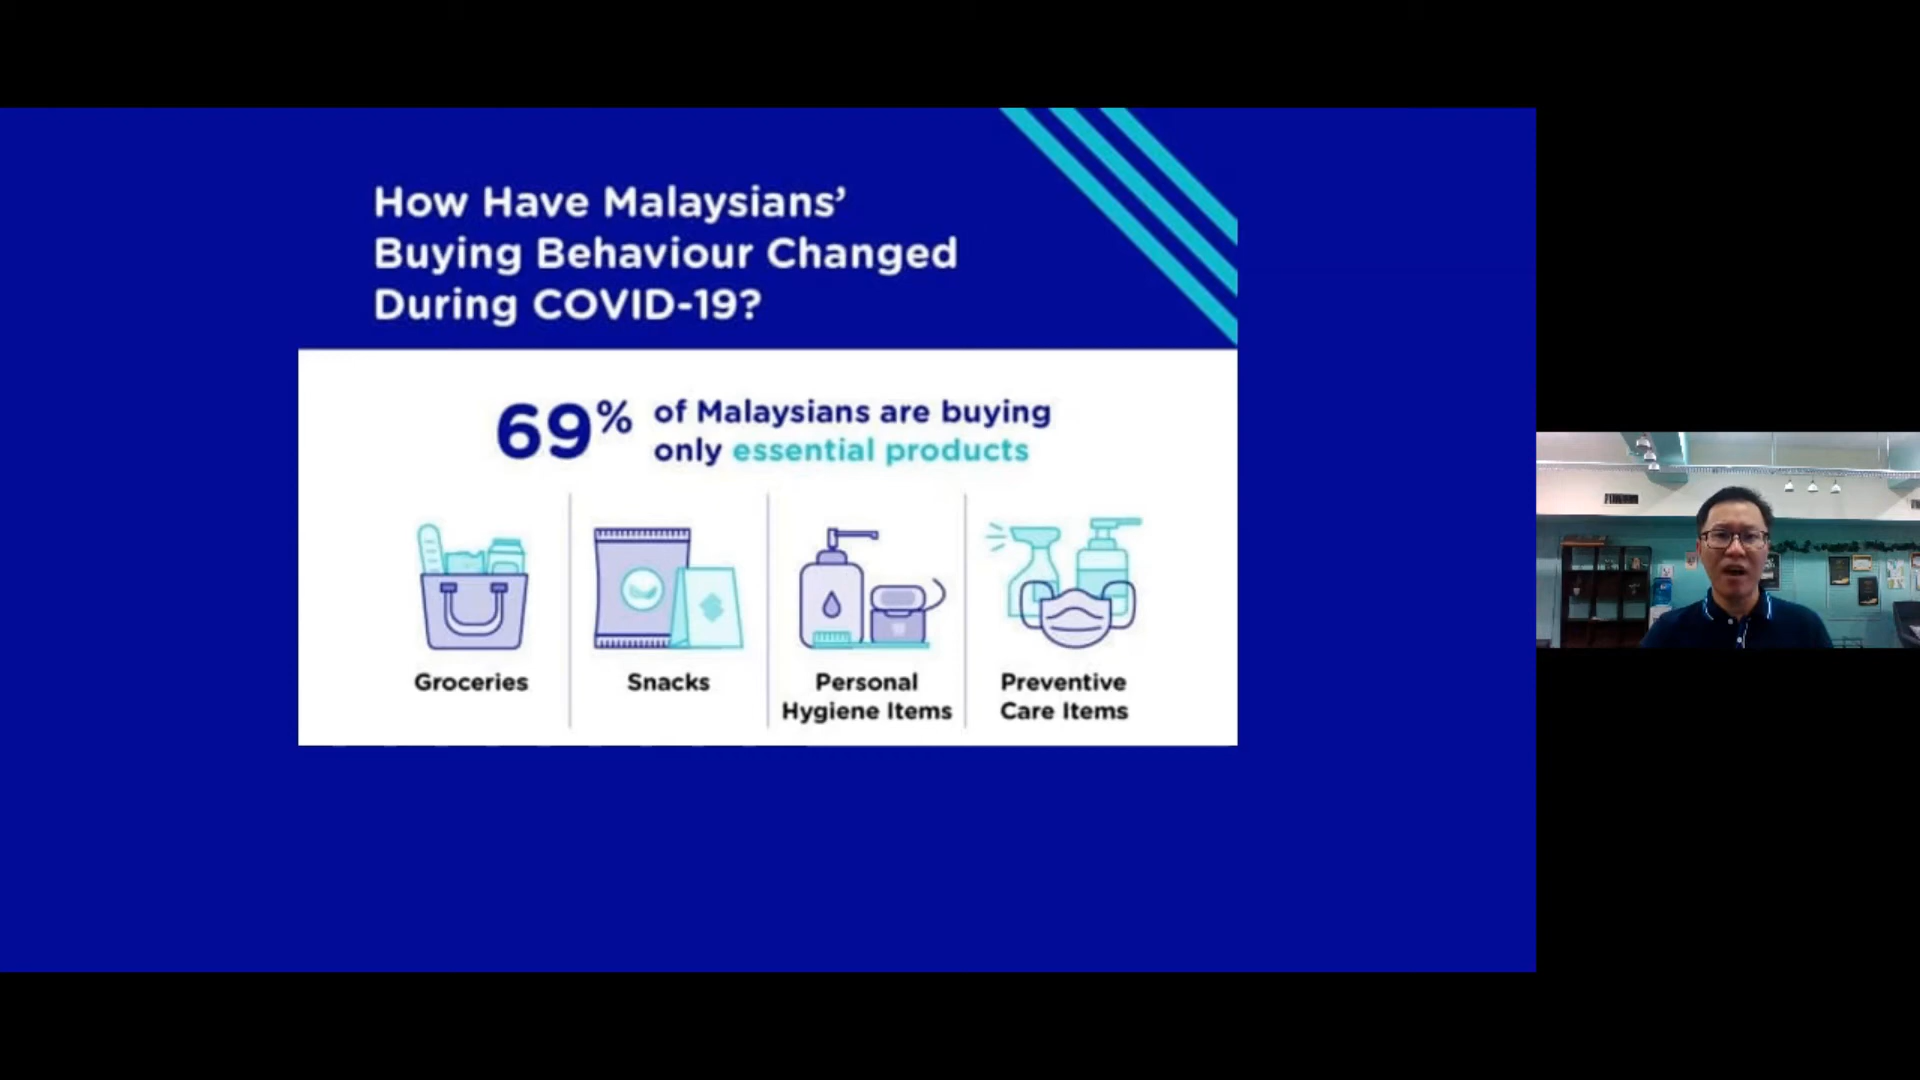 How Have Malaysians’
Buying Behaviour Changed
During COVID-19?
69% of Malaysians are buying
only essential products
Groceries
Snacks
Personal
Hygiene Items
Preventive
Care Items